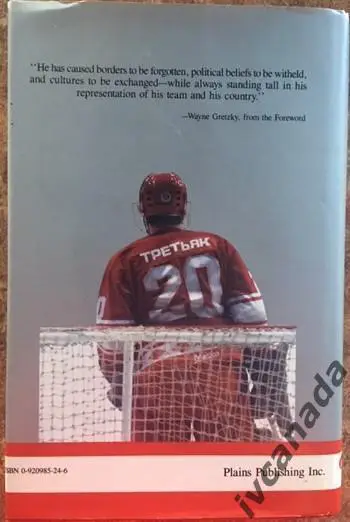 "He has caused borders to be forgotten, political beliefs to be witheld,
and cultures to be exchanged—while always standing tall in his
representation of his team and his country."
—Wayne Gretzky, from the Foreword
ТРЕТЬЯК
20
ISBN 0-920985-24-6
Plains Publishing Inc.
ivcanada